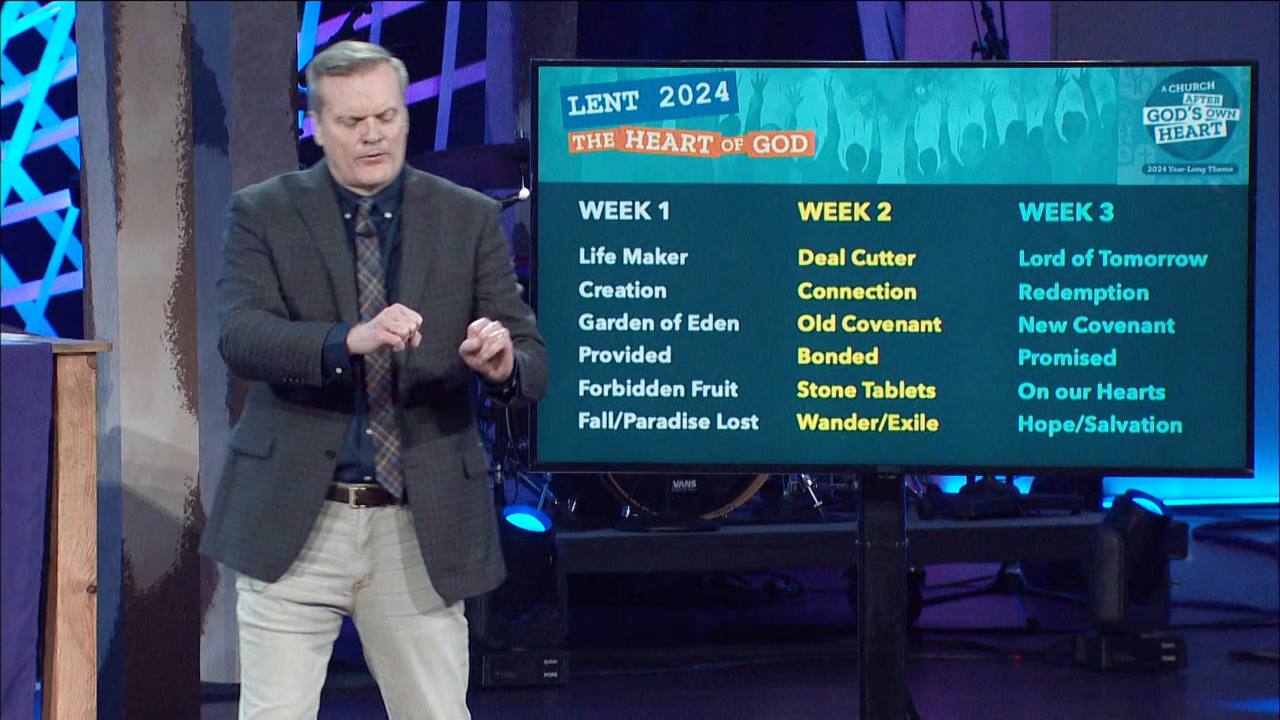 LENT 2024
THE HEART OF GOD
A CHURCH
AFTER
GOD'S OWN
HEART
2024 Year-Long Theme
WEEK 1
Life Maker
Creation
Garden of Eden
Provided
Forbidden Fruit
Fall/Paradise Lost
WEEK 2
Deal Cutter
Connection
Old Covenant
Bonded
Stone Tablets
Wander/Exile
WEEK 3
Lord of Tomorrow
Redemption
New Covenant
Promised
On our Hearts
Hope/Salvation
VANS